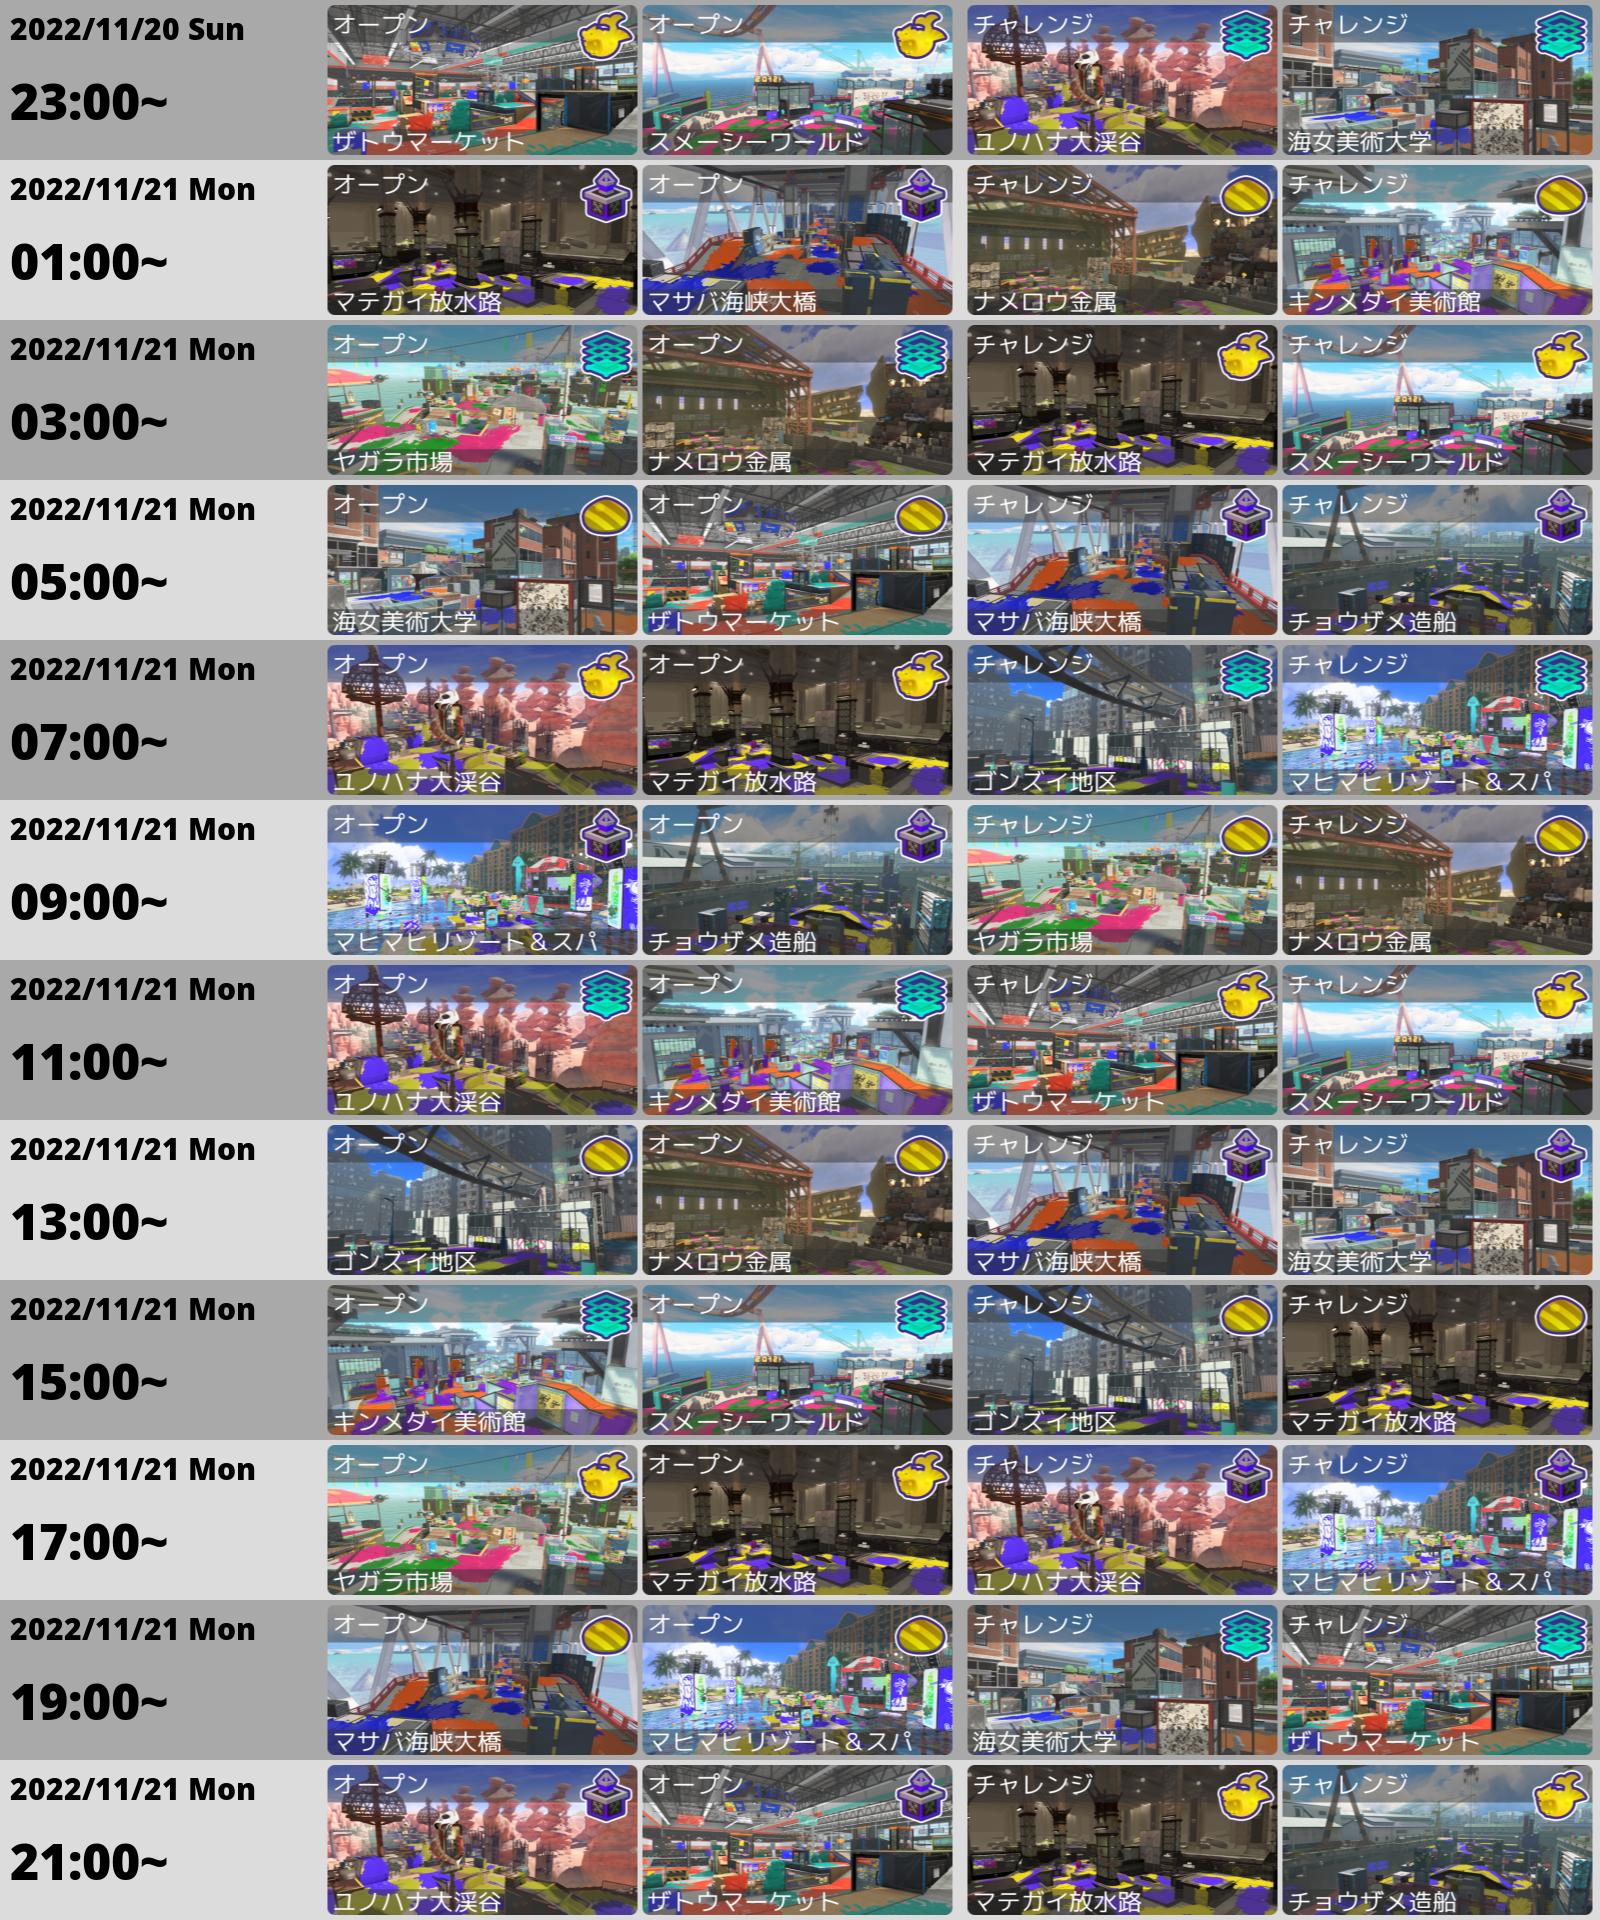 2022/11/20 Sun
23:00~
オープン
ザトウマーケット
オープン
スメーシーワールド
チャレンジ
ユノハナ大渓谷
チャレンジ
海女美術大学
2022/11/21 Mon
01:00~
オープン
マテガイ放水路
オープン
マサバ海峡大橋
チャレンジ
ナメロウ金属
チャレンジ
キンメダイ美術館
2022/11/21 Mon
03:00~
オープン
ヤガラ市場
オープン
ナメロウ金属
チャレンジ
マテガイ放水路
チャレンジ
スメーシーワールド
2022/11/21 Mon
05:00~
オープン
海女美術大学
オープン
ザトウマーケット
チャレンジ
マサバ海峡大橋
チャレンジ
チョウザメ造船
2022/11/21 Mon
07:00~
オープン
ユノハナ大渓谷
オープン
マテガイ放水路
チャレンジ
ゴンズイ地区
チャレンジ
マヒマヒリゾート＆スパ
2022/11/21 Mon
09:00~
オープン
マヒマヒリゾート＆スパ
オープン
チョウザメ造船
チャレンジ
ヤガラ市場
チャレンジ
ナメロウ金属
2022/11/21 Mon
11:00~
オープン
ユノハナ大渓谷
オープン
キンメダイ美術館
チャレンジ
ザトウマーケット
チャレンジ
スメーシーワールド
2022/11/21 Mon
13:00~
オープン
ゴンズイ地区
オープン
ナメロウ金属
チャレンジ
マサバ海峡大橋
チャレンジ
海女美術大学
2022/11/21 Mon
15:00~
オープン
キンメダイ美術館
オープン
スメーシーワールド
チャレンジ
ゴンズイ地区
チャレンジ
マテガイ放水路
2022/11/21 Mon
17:00~
オープン
ヤガラ市場
オープン
マテガイ放水路
チャレンジ
ユノハナ大渓谷
チャレンジ
マヒマヒリゾート＆スパ
2022/11/21 Mon
19:00~
オープン
マサバ海峡大橋
オープン
マヒマヒリゾート＆スパ
チャレンジ
海女美術大学
チャレンジ
ザトウマーケット
2022/11/21 Mon
21:00~
オープン
ユノハナ大渓谷
オープン
ザトウマーケット
チャレンジ
マテガイ放水路
チャレンジ
チョウザメ造船